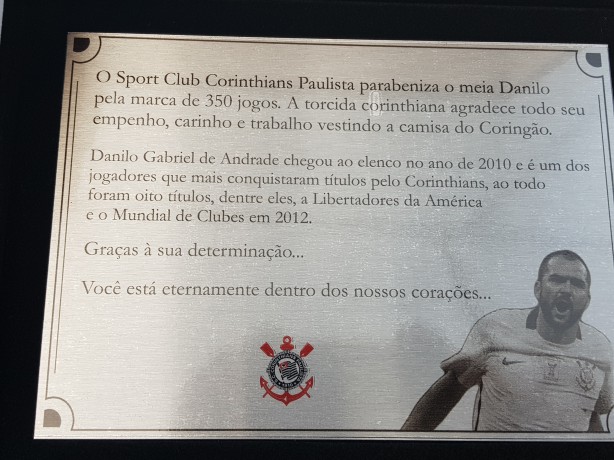 O Sport Club Corinthians Paulista parabeniza o meia Danilo
pela marca de 350 jogos. A torcida corinthiana agradece todo seu
empenho, carinho e trabalho vestindo a camisa do Coringão.
Danilo Gabriel de Andrade chegou ao elenco no ano de 2010 e é um dos
jogadores que mais conquistaram títulos pelo Corinthians, ao todo
foram oito títulos, dentre eles, a Libertadores da América
e o Mundial de Clubes em 2012.
Graças à sua determinação...
Você está eternamente dentro dos nossos corações...